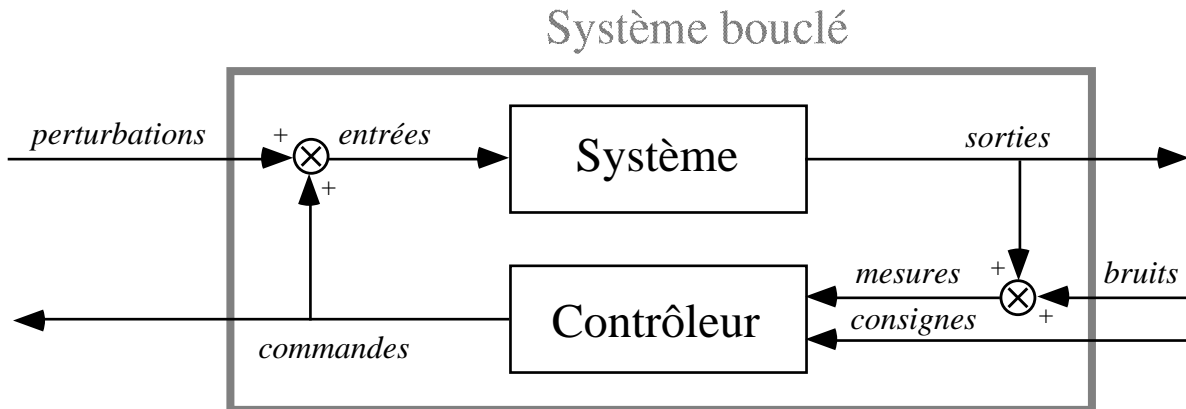 Système bouclé
perturbations
+
entrées
Système
sorties
+
mesures
+
bruits
+
Contrôleur
consignes
commandes